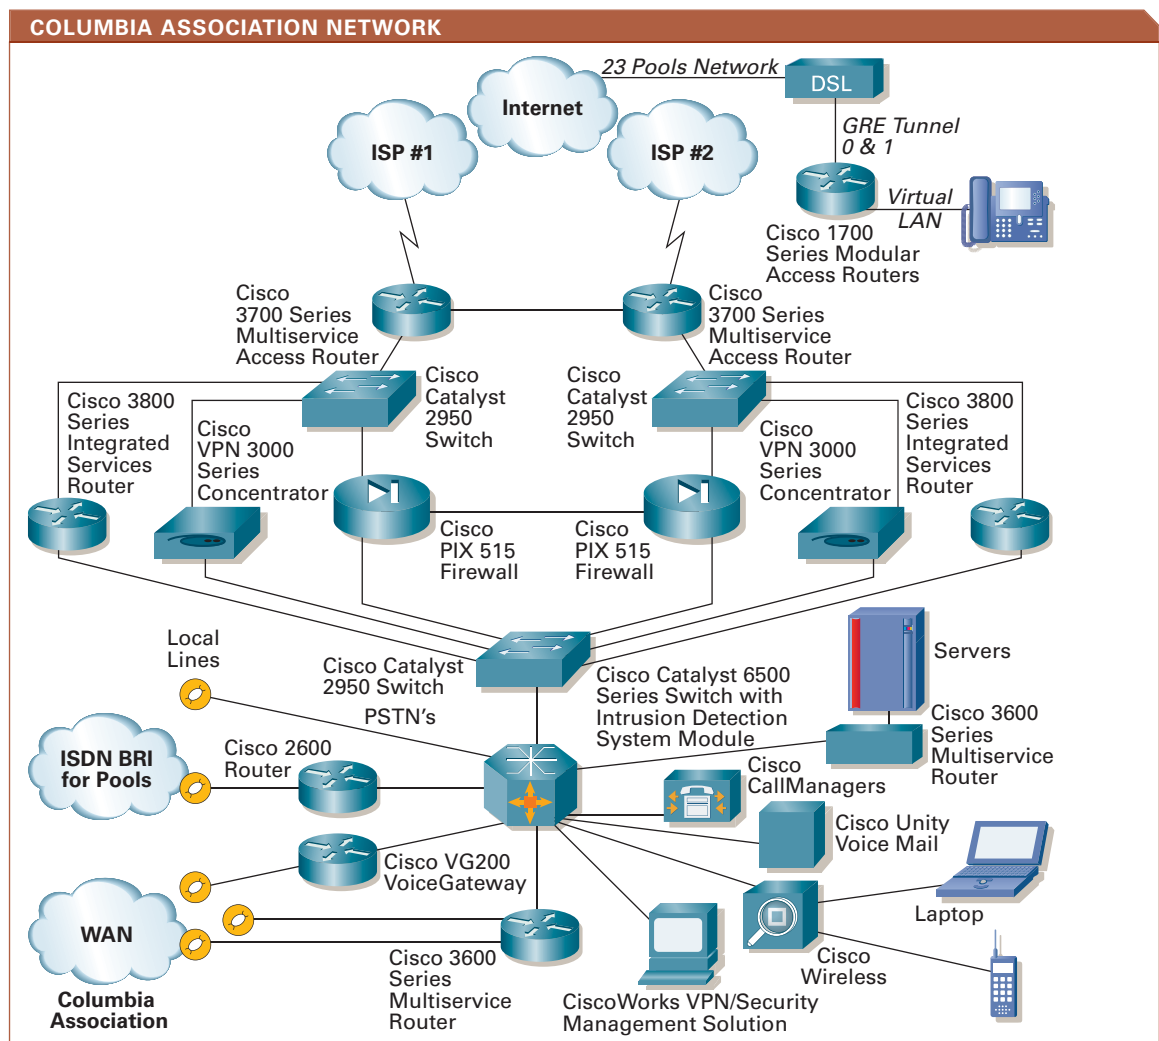 COLUMBIA ASSOCIATION NETWORK
23 Pools Network
DSL
Internet
ISP #1
ISP #2
GRE Tunnel
0 & 1
Virtual
LAN
Cisco 1700
Series Modular
Access Routers
Cisco
3700 Series
Multiservice
Access Router
Cisco
3700 Series
Multiservice
Access Router
Cisco
Catalyst
2950
Switch
Cisco
Catalyst
2950
Switch
Cisco 3800
Series
Integrated
Services
Router
Cisco
VPN 3000
Series
Concentrator
Cisco
VPN 3000
Series
Concentrator
Cisco 3800
Series
Integrated
Services
Router
Cisco
PIX 515
Firewall
Cisco
PIX 515
Firewall
Local
Lines
Cisco Catalyst
2950 Switch
PSTN's
Cisco Catalyst 6500
Series Switch with
Intrusion Detection
System Module
Servers
Cisco 3600
Series
Multiservice
Router
ISDN BRI
for Pools
Cisco 2600
Router
Cisco
CallManagers
Cisco Unity
Voice Mail
Cisco VG200
VoiceGateway
Laptop
WAN
Columbia
Association
Cisco 3600
Series
Multiservice
Router
Cisco
Wireless
CiscoWorks VPN/Security
Management Solution